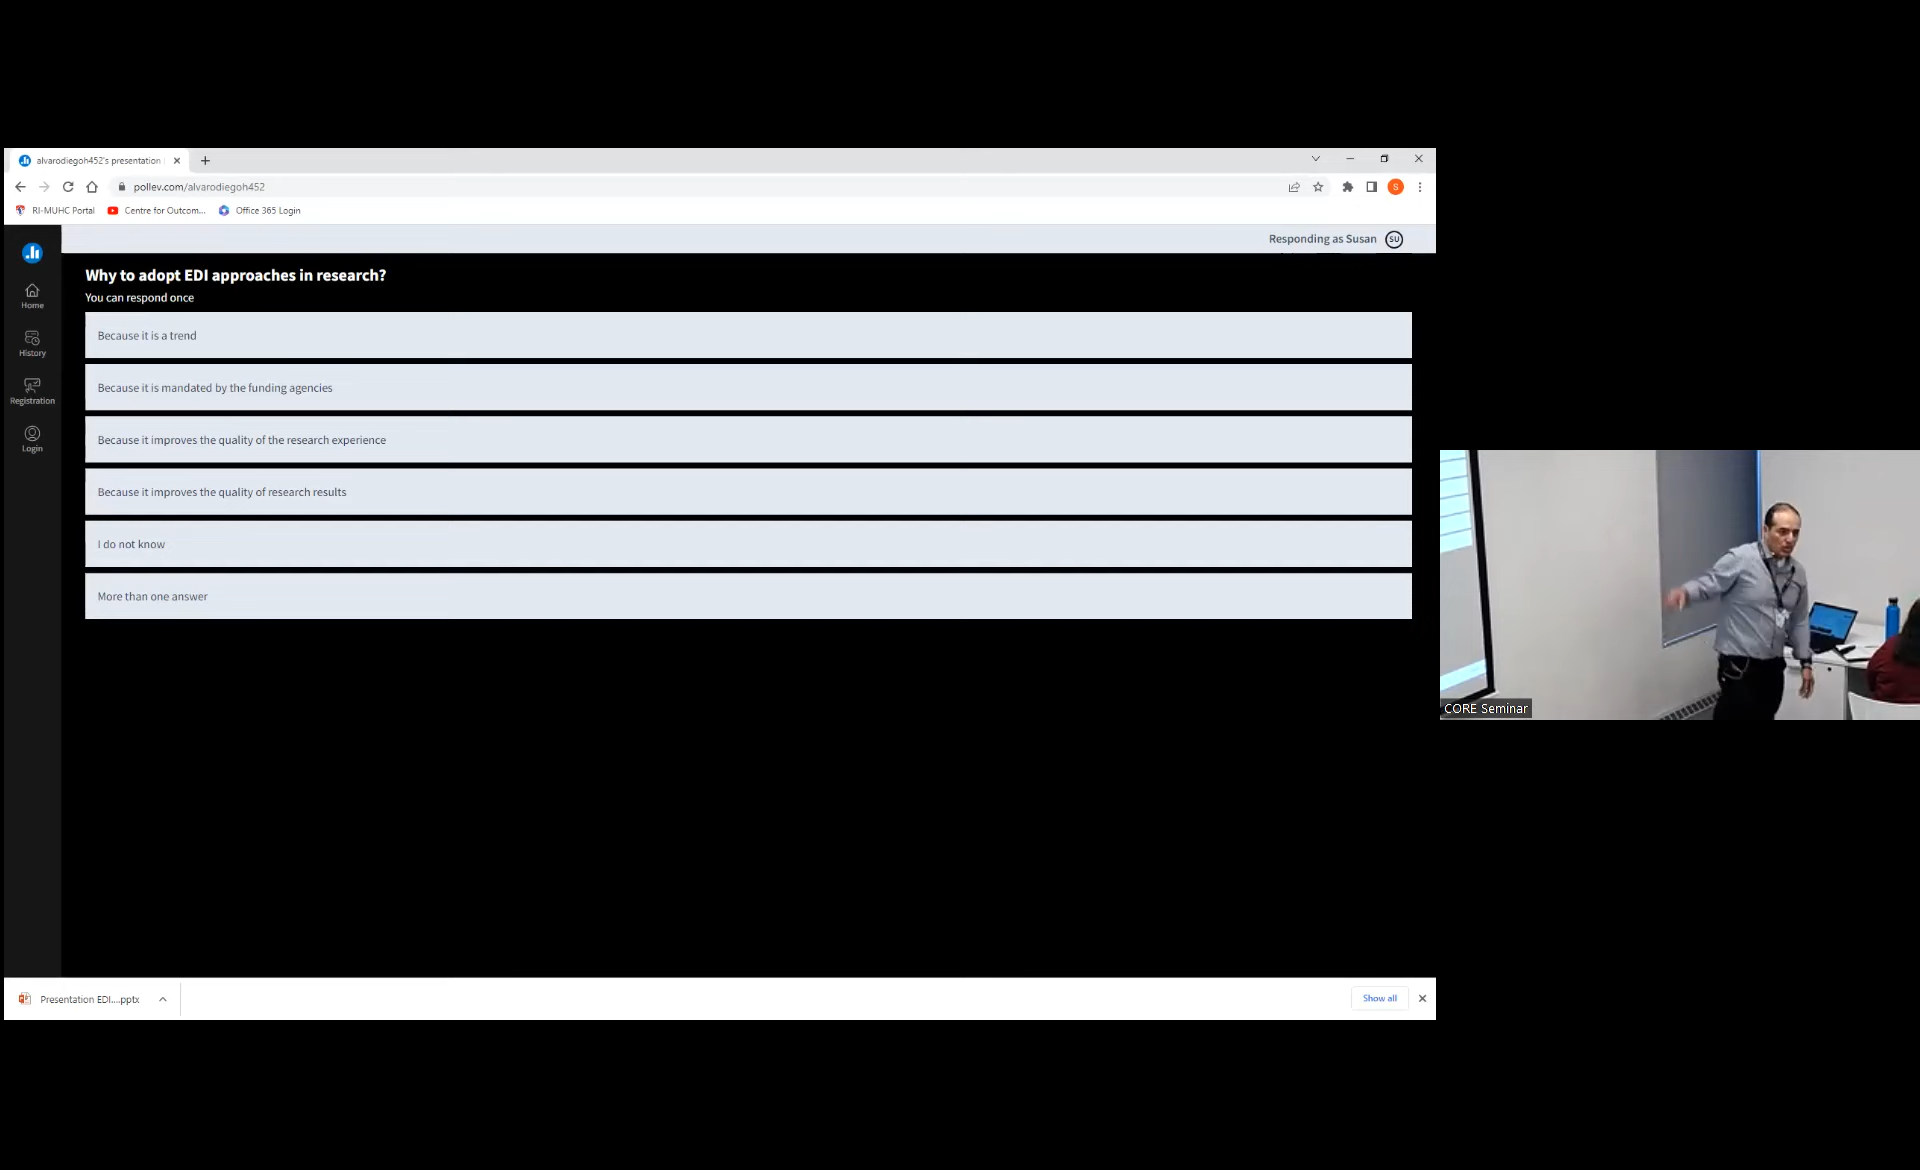 alvarodiegoh452's presentation
pollev.com/alvarodiegoh452
S
RI-MUHC Portal
Centre for Outcom...
Office 365 Login
Responding as Susan
SU
Home
History
Registration
Login
Why to adopt EDI approaches in research?
You can respond once
Because it is a trend
Because it is mandated by the funding agencies
Because it improves the quality of the research experience
Because it improves the quality of research results
I do not know
More than one answer
CORE Seminar
Presentation EDI....pptx
Show all